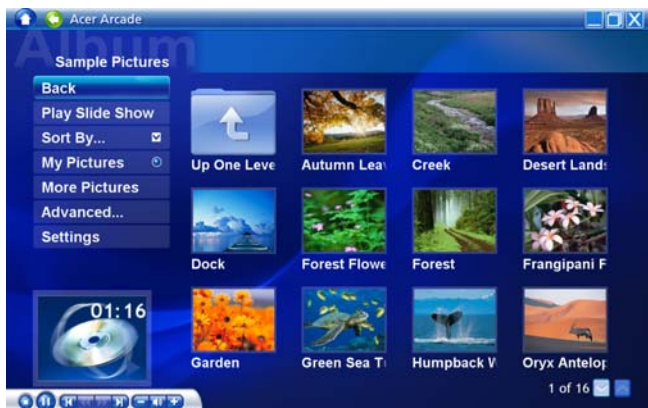 Acer Arcade
Album
Sample Pictures
Back
Play Slide Show
Sort By...
My Pictures
More Pictures
Advanced...
Settings
Up One Leve
Autumn Lea
Creek
Desert Land
Dock
Forest Flowe
Forest
Frangipani F
Garden
Green Sea T
Humpback W
Oryx Antelop
01:16
1 of 16